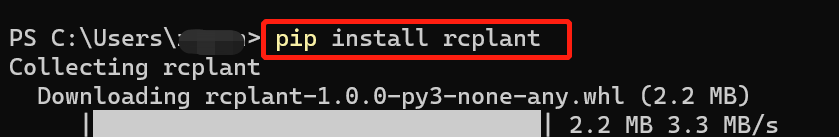 PS C:\Users\> pip install rcplant
Collecting rcplant
Downloading rcplant-1.0.0-py3-none-any.whl (2.2 MB)
| | 2.2 MB 3.3 MB/s